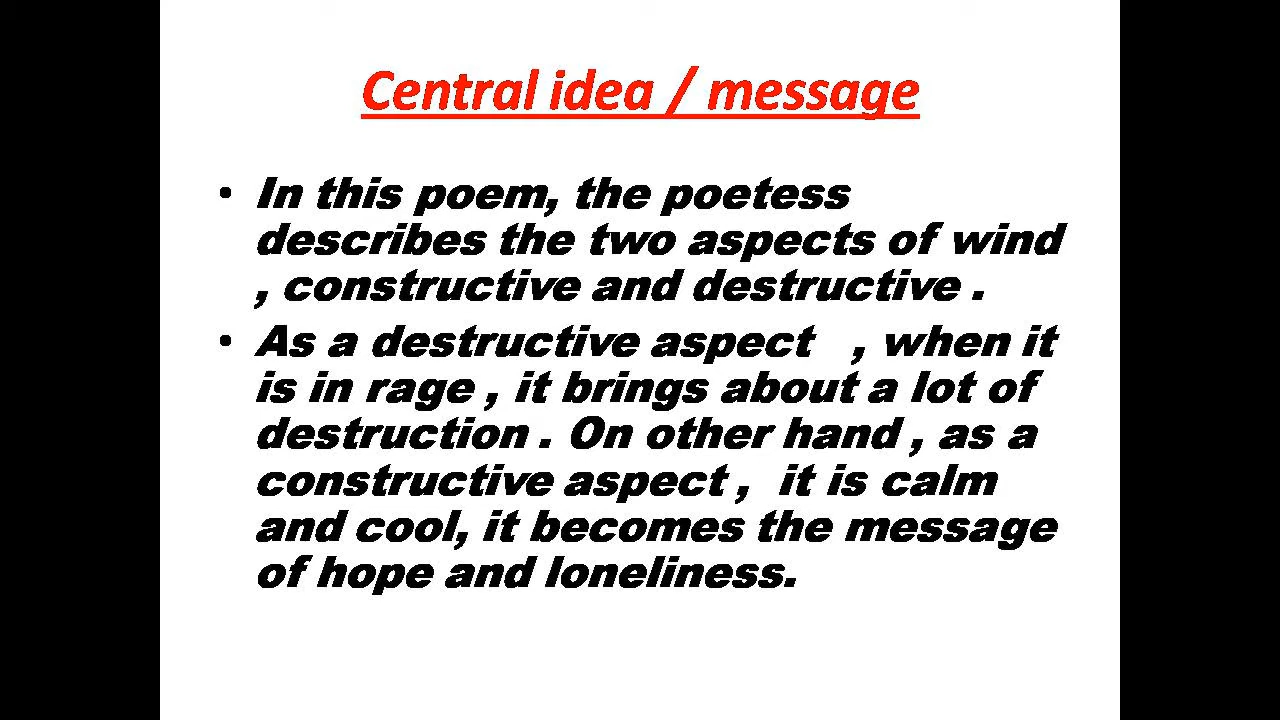 Central idea / message
• In this poem, the poetess
describes the two aspects of wind
, constructive and destructive .
• As a destructive aspect   , when it
is in rage , it brings about a lot of
destruction . On other hand , as a
constructive aspect ,  it is calm
and cool, it becomes the message
of hope and loneliness.